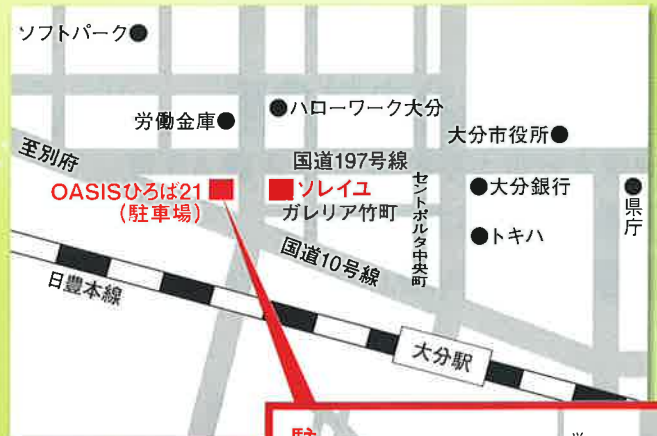 ソフトパーク
労働金庫
ハローワーク大分
大分市役所
至別府
国道197号線
OASISひろば21
(駐車場)
ソレイユ
ガレリア竹町
セントポルタ中央町
大分銀行
県庁
トキハ
国道10号線
日豊本線
大分駅